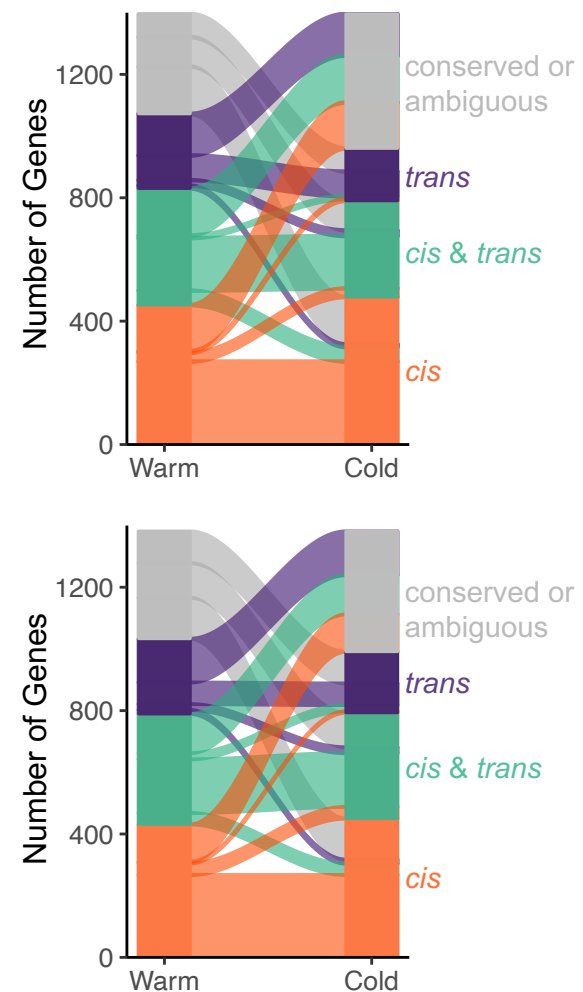 Number of Genes
1200
800
400
0
conserved or
ambiguous
trans
cis & trans
cis
Warm
Cold
Number of Genes
1200
800
400
0
conserved or
ambiguous
trans
cis & trans
cis
Warm
Cold